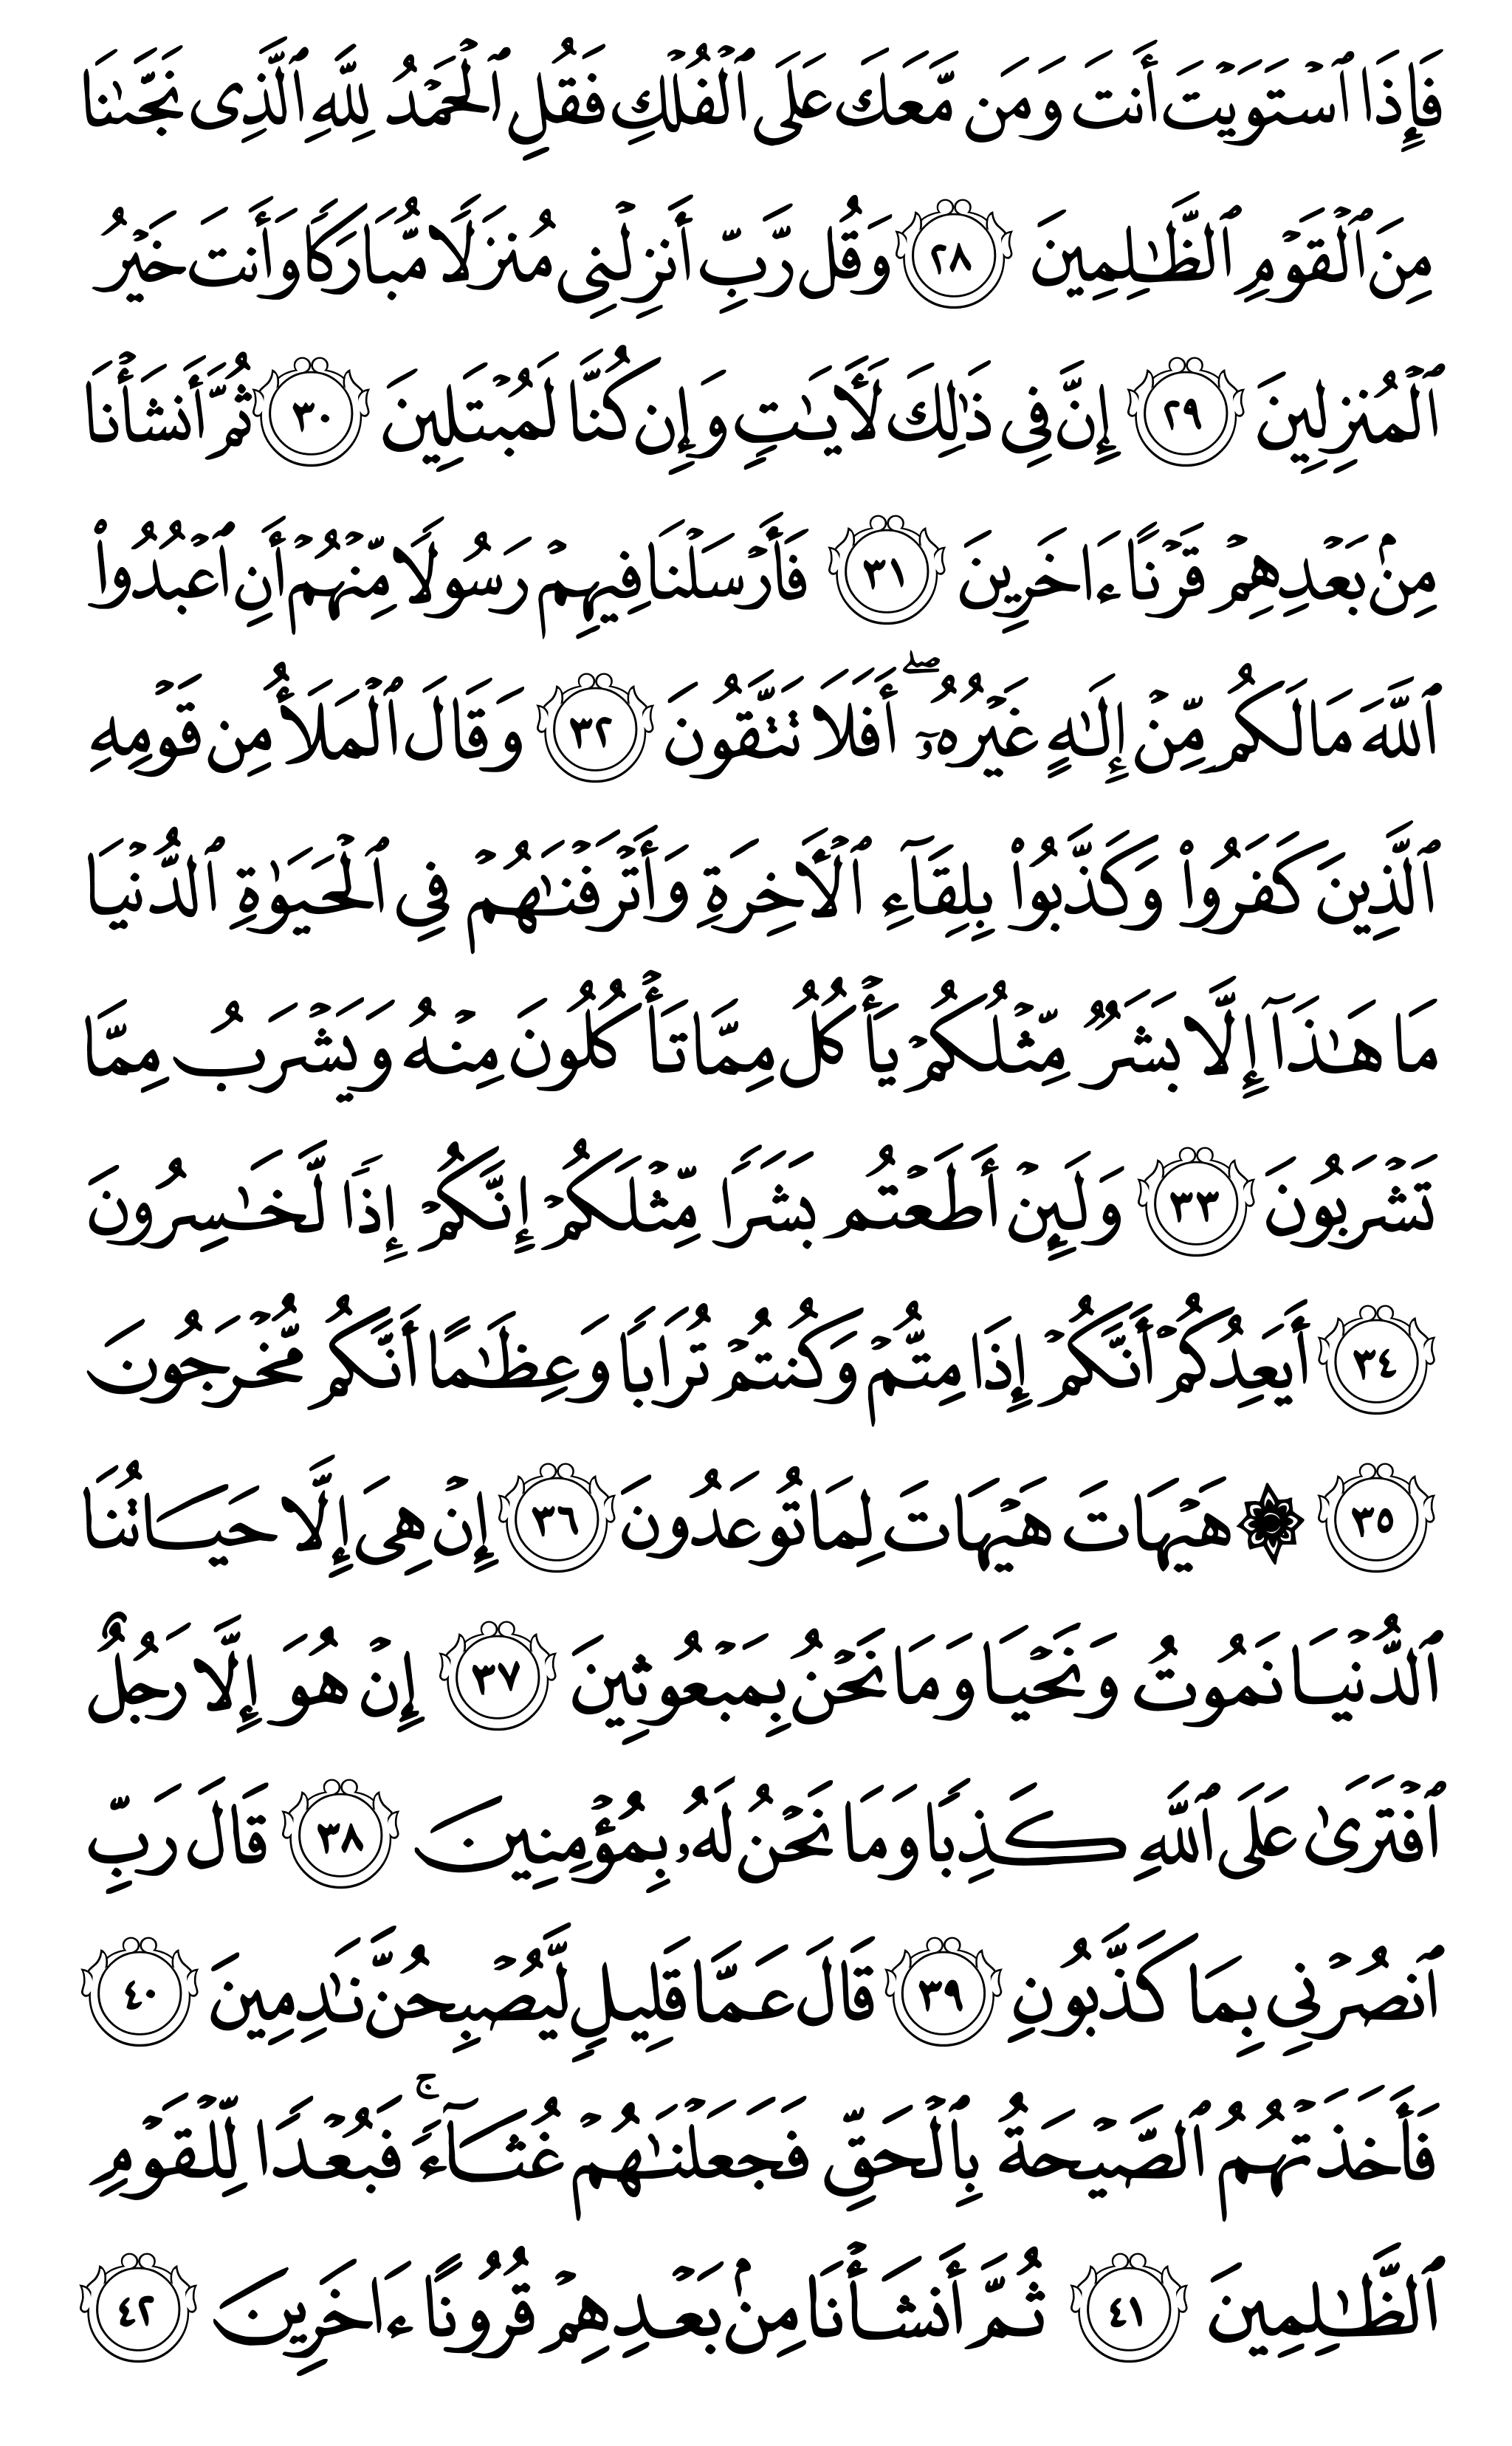 فَإِذَا ٱسۡتَوَيۡتَ أَنتَ وَمَن مَّعَكَ عَلَى ٱلۡفُلۡكِ فَقُلِ ٱلۡحَمۡدُ لِلَّهِ ٱلَّذِى نَجَّىٰنَا
مِنَ ٱلۡقَوۡمِ ٱلظَّـٰلِمِينَ ٢٨ وَقُل رَّبِّ أَنزِلۡنِى مُنزَلًا مُّبَارَكًا وَأَنتَ خَيۡرُ
ٱلۡمُنزِلِينَ ٢٩ إِنَّ فِى ذَٰلِكَ لَأَيَـٰتٍ وَإِن كُنَّا لَمُبۡتَلِينَ ٣٠ ثُمَّ أَنشَأۡنَا
مِنۢ بَعۡدِهِمۡ قَرۡنًا ءَاخَرِينَ ٣١ فَأَرۡسَلۡنَا فِيهِمۡ رَسُولًا مِّنۡهُمۡ أَنِ ٱعۡبُدُوا۟
ٱللَّهَ مَا لَكُم مِّنۡ إِلَـٰهٍ غَيۡرُهُۥٓۖ أَفَلَا تَتَّقُونَ ٣٢ وَقَالَ ٱلۡمَلَأُ مِن قَوۡمِهِ
ٱلَّذِينَ كَفَرُوا۟ وَكَذَّبُوا۟ بِلِقَآءِ ٱلۡأَخِرَةِ وَأَتۡرَفۡنَـٰهُمۡ فِى ٱلۡحَيَوٰةِ ٱلدُّنۡيَا
مَا هَـٰذَآ إِلَّا بَشَرٌ مِّثۡلُكُمۡ يَأۡكُلُ مِمَّا تَأۡكُلُونَ مِنۡهُ وَيَشۡرَبُ مِمَّا
تَشۡرَبُونَ ٣٣ وَلَئِنۡ أَطَعۡتُم بَشَرًا مِّثۡلَكُمۡ إِنَّكُمۡ إِذًا لَّخَـٰسِرُونَ
٣٤ أَيَعِدُكُمۡ أَنَّكُمۡ إِذَا مِتُّمۡ وَكُنتُمۡ تُرَابًا وَعِظَـٰمًا أَنَّكُم مُّخۡرَجُونَ
٣٥ ۞ هَيۡهَاتَ هَيۡهَاتَ لِمَا تُوعَدُونَ ٣٦ إِنۡ هِىَ إِلَّا حَيَاتُنَا
ٱلدُّنۡيَا نَمُوتُ وَنَحۡيَا وَمَا نَحۡنُ بِمَبۡعُوثِينَ ٣٧ إِنۡ هُوَ إِلَّا رَجُلٌ
ٱفۡتَرَىٰ عَلَى ٱللَّهِ كَذِبًا وَمَا نَحۡنُ لَهُۥ بِمُؤۡمِنِينَ ٣٨ قَالَ رَبِّ
ٱنصُرۡنِى بِمَا كَذَّبُونِ ٣٩ قَالَ عَمَّا قَلِيلٍ لَّيُصۡبِحُنَّ نَـٰدِمِينَ ٤٠
فَأَخَذَتۡهُمُ ٱلصَّيۡحَةُ بِٱلۡحَقِّ فَجَعَلۡنَـٰهُمۡ غُثَآءًۚ فَبُعۡدًا لِّلۡقَوۡمِ
ٱلظَّـٰلِمِينَ ٤١ ثُمَّ أَنشَأۡنَا مِنۢ بَعۡدِهِمۡ قُرُونًا ءَاخَرِينَ ٤٢